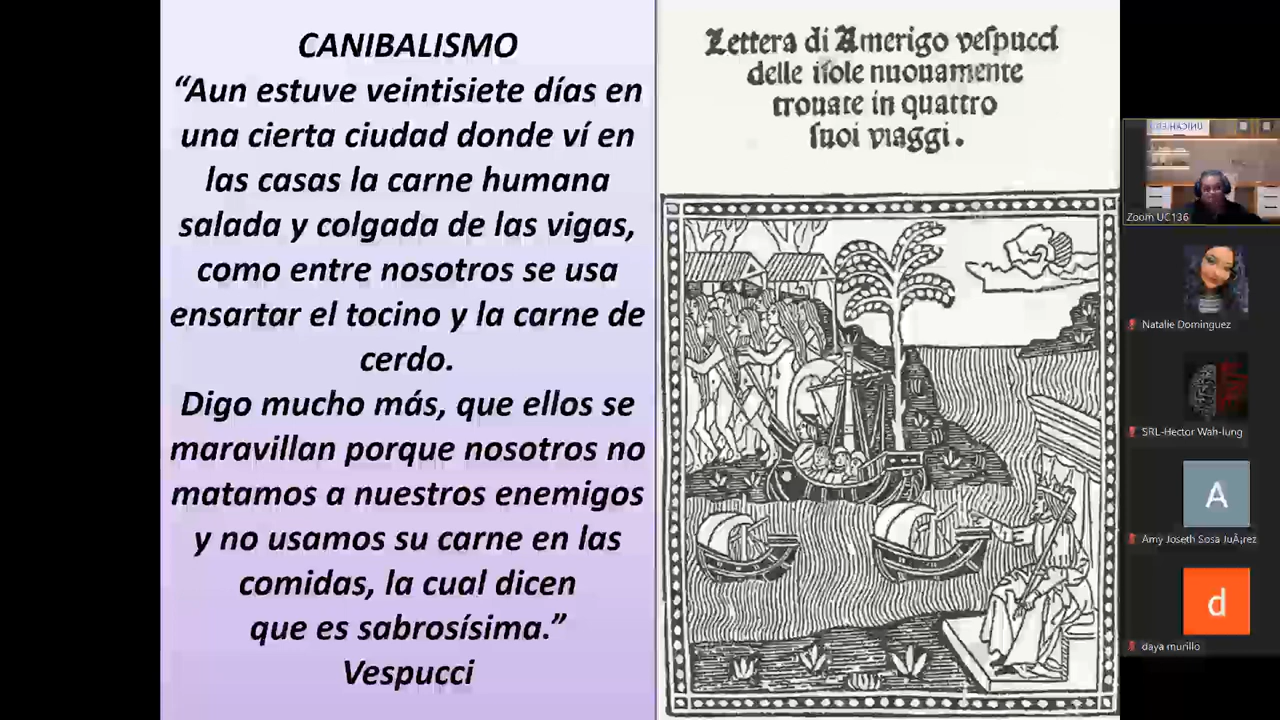 CANIBALISMO
“Aun estuve veintisiete días en
una cierta ciudad donde ví en
las casas la carne humana
salada y colgada de las vigas,
como entre nosotros se usa
ensartar el tocino y la carne de
cerdo.
Digo mucho más, que ellos se
maravillan porque nosotros no
matamos a nuestros enemigos
y no usamos su carne en las
comidas, la cual dicen
que es sabrosísima.”
Vespucci
Lettera di Amerigo veſpucci
delle iſole nuouamente
trouate in quattro
ſuoi viaggi.
Zoom UC136
Natalie Dominguez
SRL-Hector Wah-lung
A
Amy Joseth Sosa JuÃ¡rez
d
daya murillo